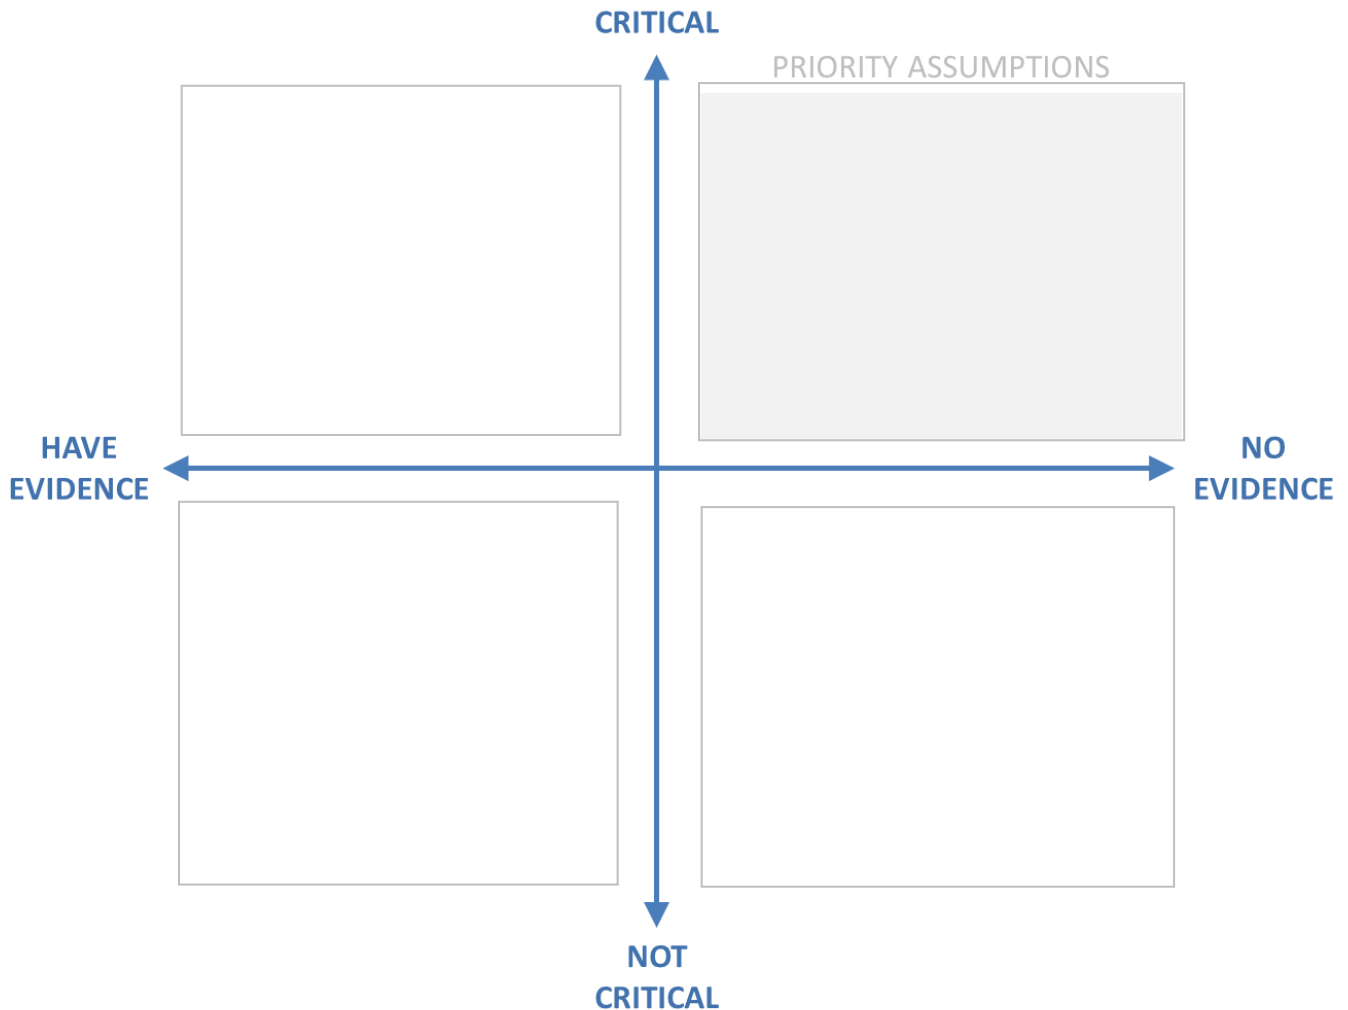 CRITICAL
PRIORITY ASSUMPTIONS
HAVE
EVIDENCE
NO
EVIDENCE
NOT
CRITICAL